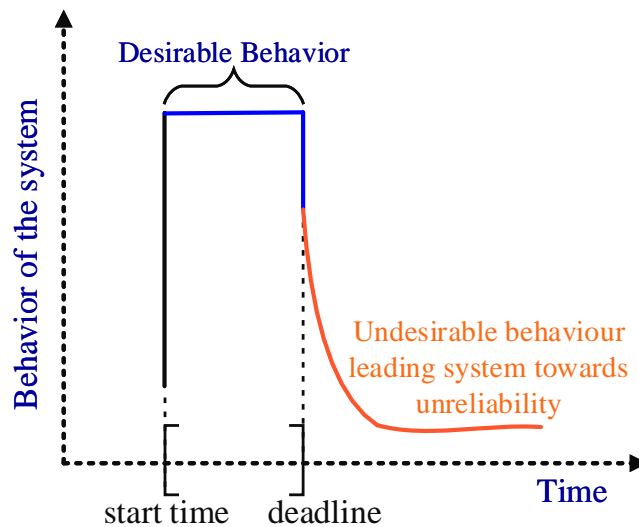 Desirable Behavior
Behavior of the system
Undesirable behaviour
leading system towards
unreliability
Time
start time
deadline